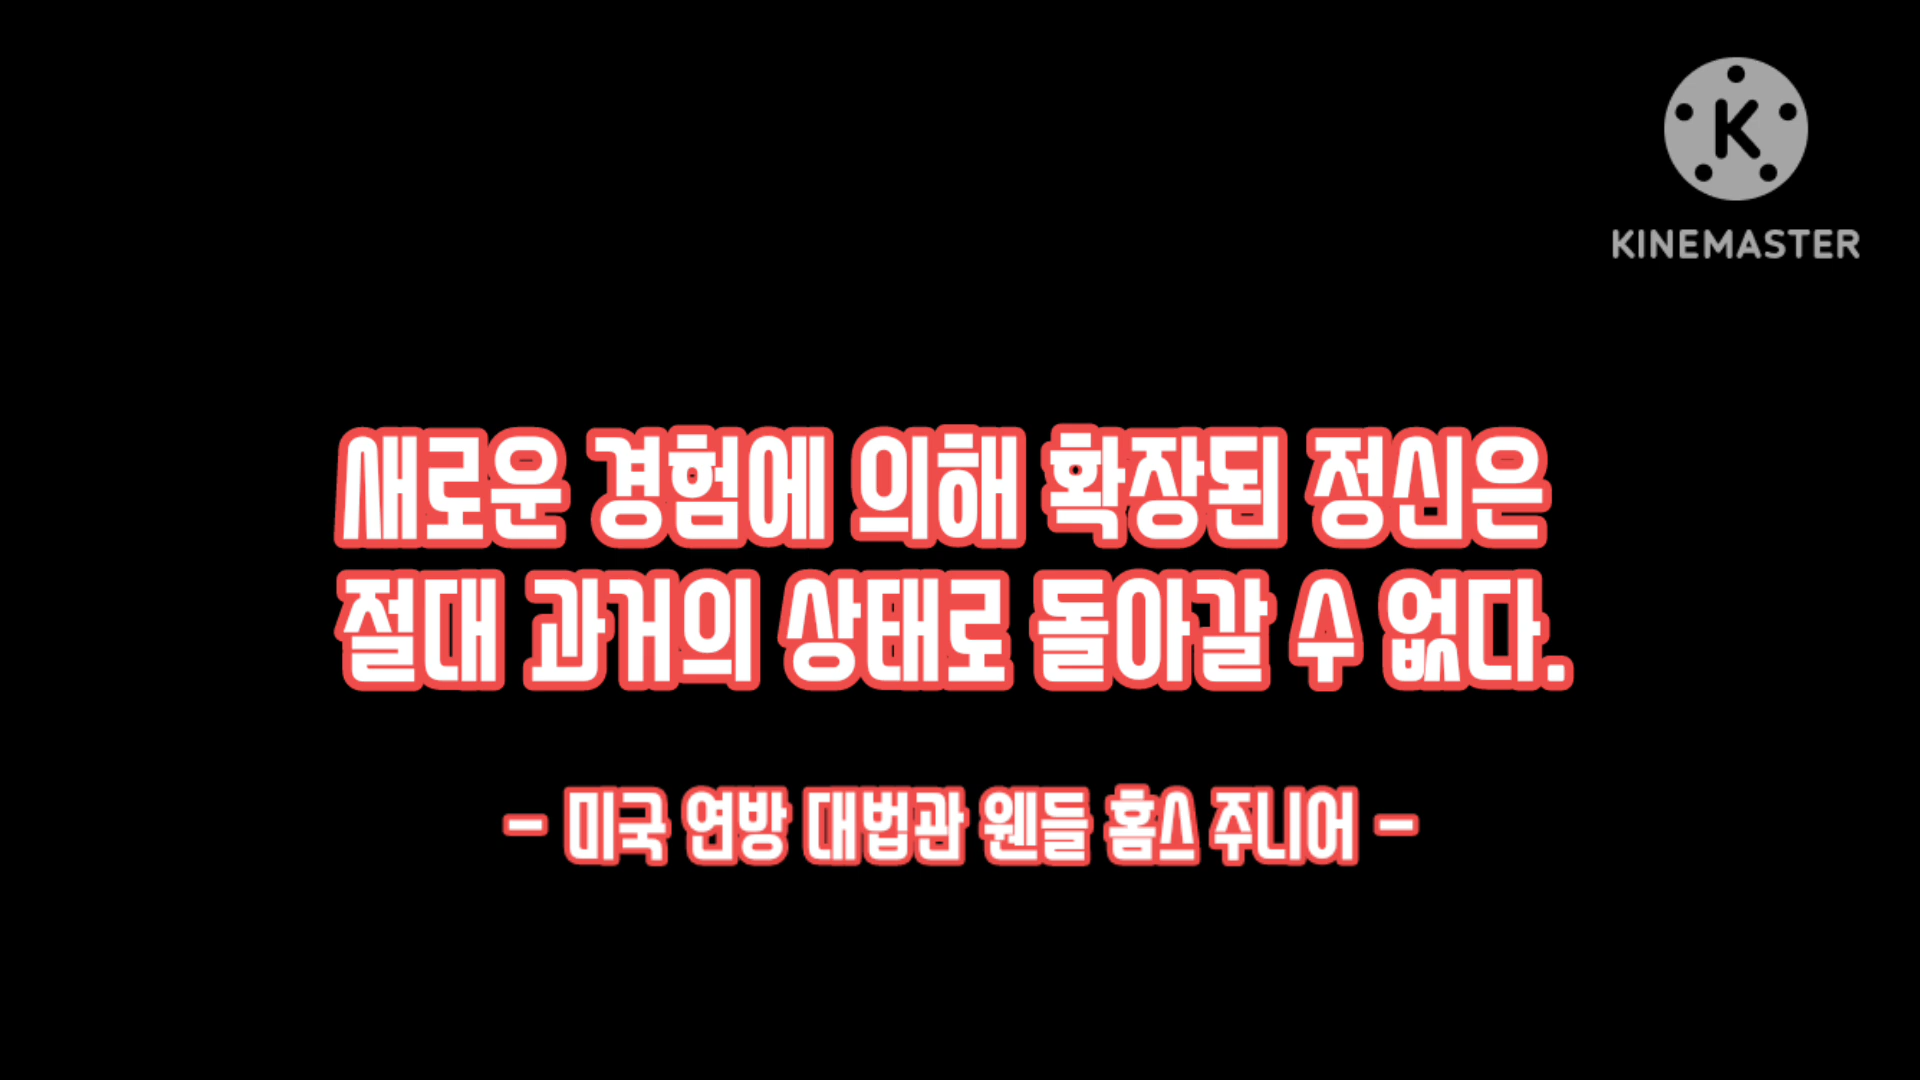 KINEMASTER
새로운 경험에 의해 확장된 정신은
절대 과거의 상태로 돌아갈 수 없다.
- 미국 연방 대법관 웬들 홈스 주니어 -